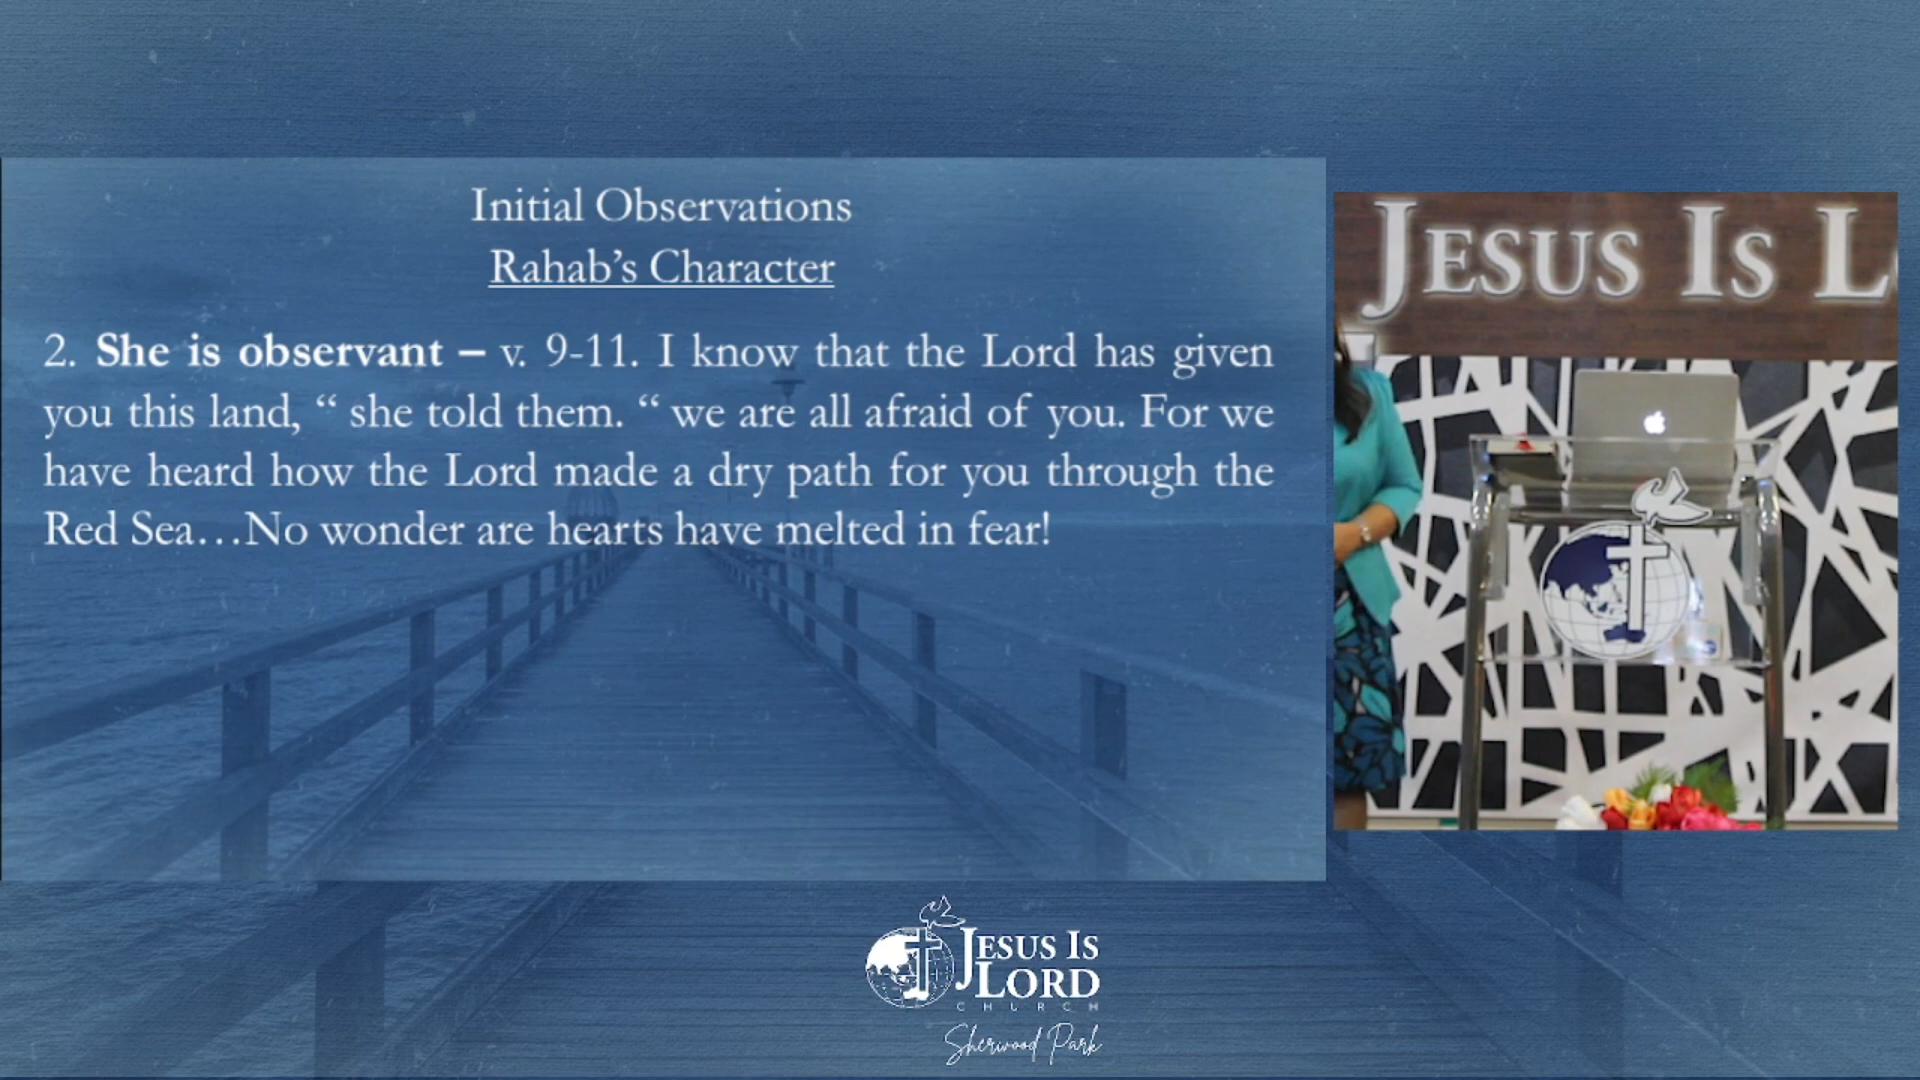 Initial Observations
Rahab’s Character
2. She is observant – v. 9-11. I know that the Lord has given
you this land, “ she told them. “ we are all afraid of you. For we
have heard how the Lord made a dry path for you through the
Red Sea…No wonder are hearts have melted in fear!
JESUS IS L
JESUS IS
LORD
CHURCH
Sherwood Park